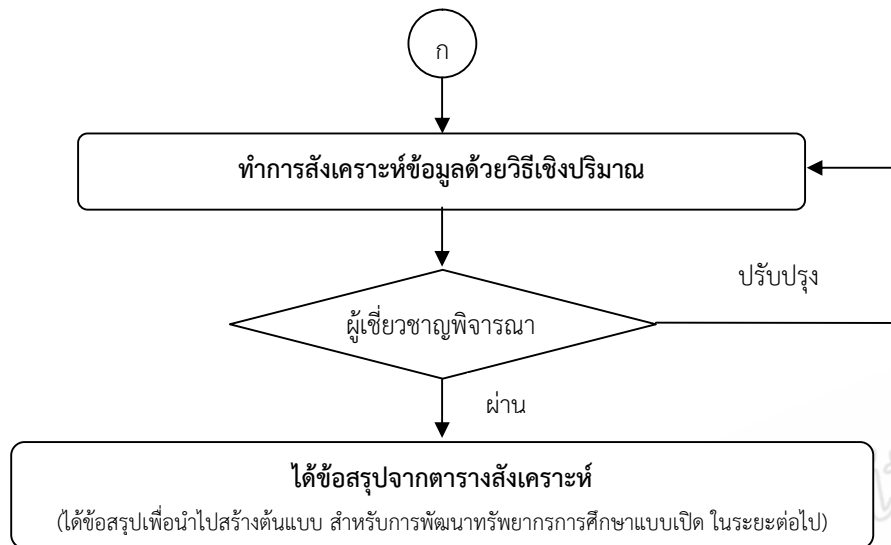 ก
ทำการสังเคราะห์ข้อมูลด้วยวิธีเชิงปริมาณ
ปรับปรุง
ผู้เชี่ยวชาญพิจารณา
ผ่าน
ได้ข้อสรุปจากตารางสังเคราะห์
(ได้ข้อสรุปเพื่อนำไปสร้างต้นแบบ สำหรับการพัฒนาทรัพยากรการศึกษาแบบเปิด ในระยะต่อไป)